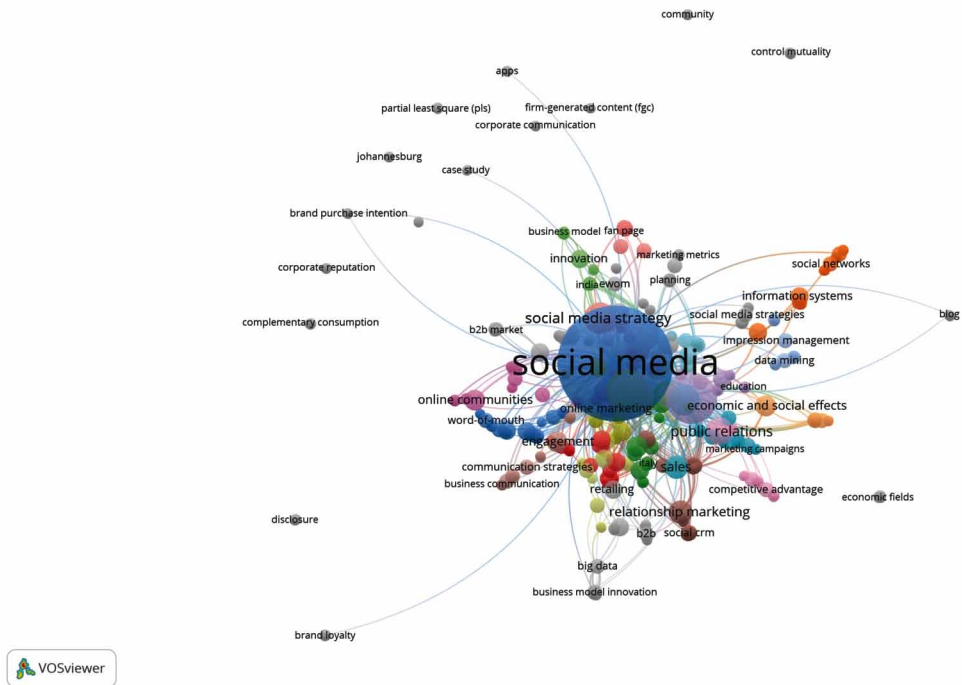 community
control mutuality
apps
partial least square (pls)
firm-generated content (fgc)
corporate communication
johannesburg
case study
brand purchase intention
business model
fan page
innovation
marketing metrics
social networks
corporate reputation
planning
india
ewom
information systems
social media strategies
blog
social media strategy
complementary consumption
b2b market
impression management
social media
data mining
education
online communities
online marketing
economic and social effects
word-of-mouth
public relations
engagement
marketing campaigns
communication strategies
italy
sales
business communication
retailing
competitive advantage
economic fields
relationship marketing
disclosure
b2b
social crm
big data
business model innovation
brand loyalty
VOSviewer